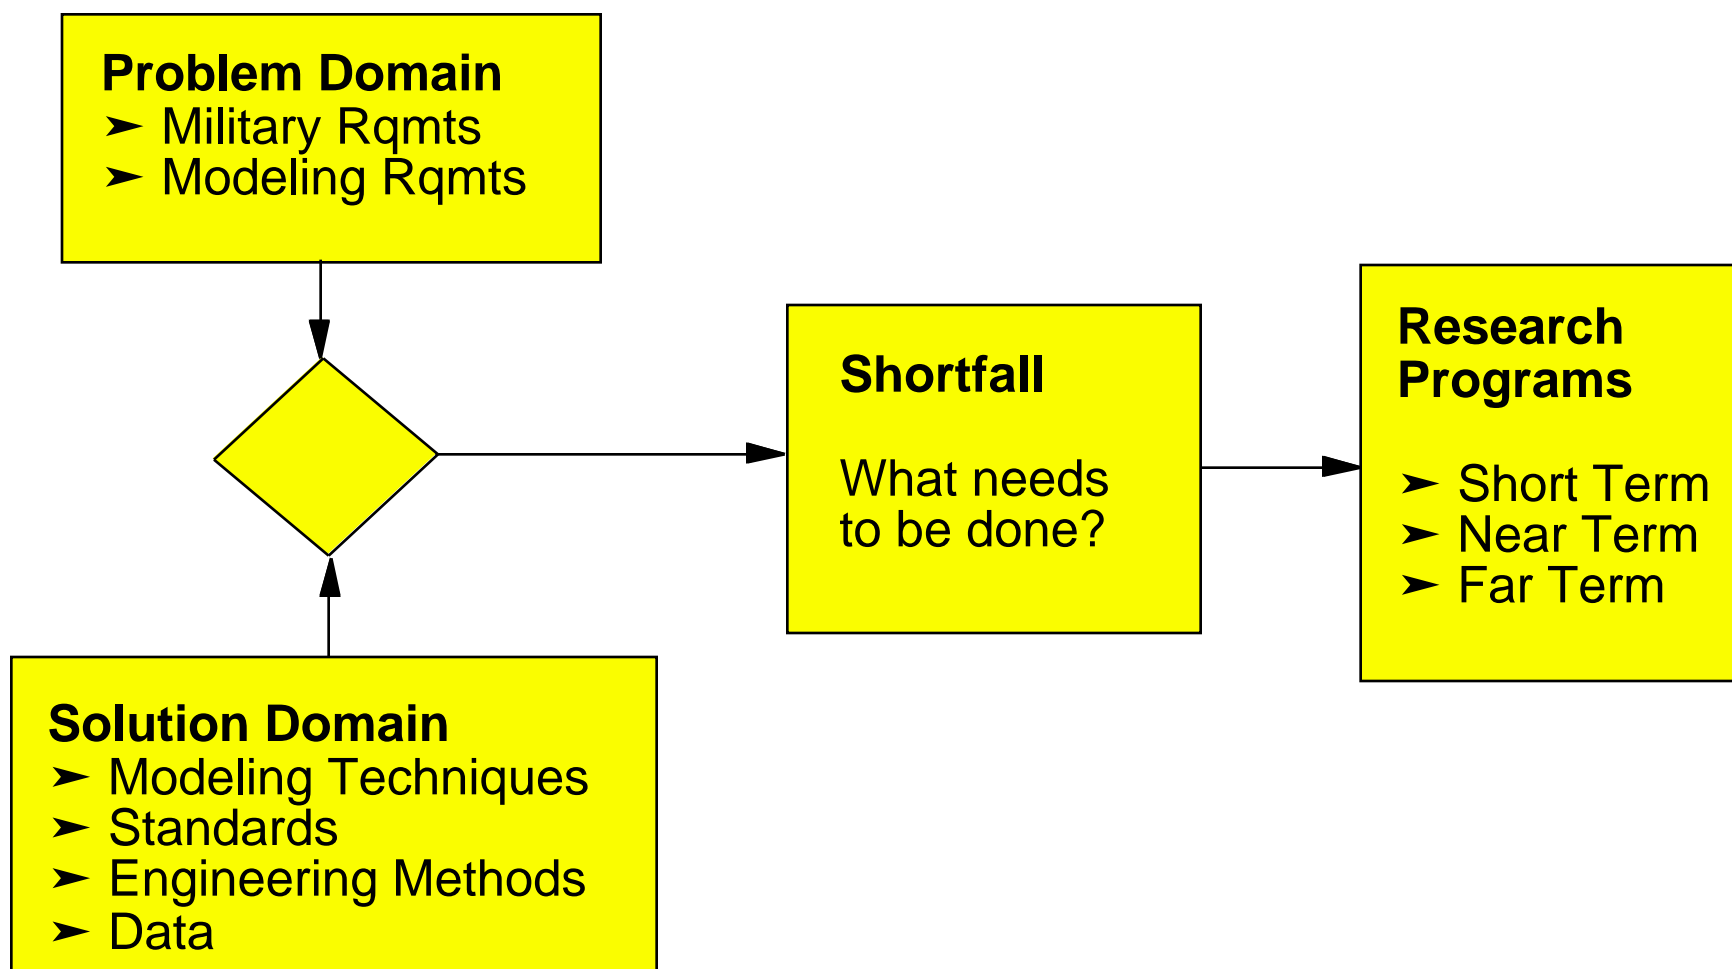 Problem Domain
➢ Military Rqmts
➢ Modeling Rqmts
Shortfall
What needs
to be done?
Research
Programs
➢ Short Term
➢ Near Term
➢ Far Term
Solution Domain
➢ Modeling Techniques
➢ Standards
➢ Engineering Methods
➢ Data